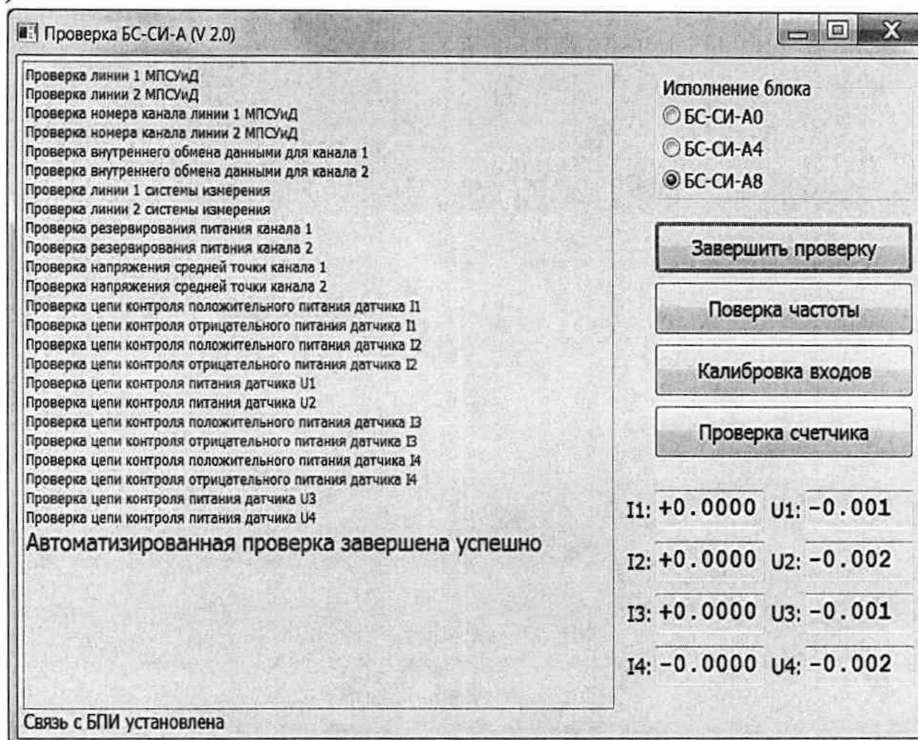 Проверка БС-СИ-А (V 2.0)
Проверка линии 1 МПСУиД
Проверка линии 2 МПСУиД
Проверка номера канала линии 1 МПСУиД
Проверка номера канала линии 2 МПСУиД
Проверка внутреннего обмена данными для канала 1
Проверка внутреннего обмена данными для канала 2
Проверка линии 1 системы измерения
Проверка линии 2 системы измерения
Проверка резервирования питания канала 1
Проверка резервирования питания канала 2
Проверка напряжения средней точки канала 1
Проверка напряжения средней точки канала 2
Проверка цепи контроля положительного питания датчика I1
Проверка цепи контроля отрицательного питания датчика I1
Проверка цепи контроля положительного питания датчика I2
Проверка цепи контроля отрицательного питания датчика I2
Проверка цепи контроля питания датчика U1
Проверка цепи контроля питания датчика U2
Проверка цепи контроля положительного питания датчика I3
Проверка цепи контроля отрицательного питания датчика I3
Проверка цепи контроля положительного питания датчика I4
Проверка цепи контроля отрицательного питания датчика I4
Проверка цепи контроля питания датчика U3
Проверка цепи контроля питания датчика U4
Автоматизированная проверка завершена успешно
Исполнение блока
БС-СИ-А0
БС-СИ-А4
БС-СИ-А8
Завершить проверку
Поверка частоты
Калибровка входов
Проверка счетчика
I1: +0.0000 U1: -0.001
I2: +0.0000 U2: -0.002
I3: +0.0000 U3: -0.001
I4: -0.0000 U4: -0.002
Связь с БПИ установлена